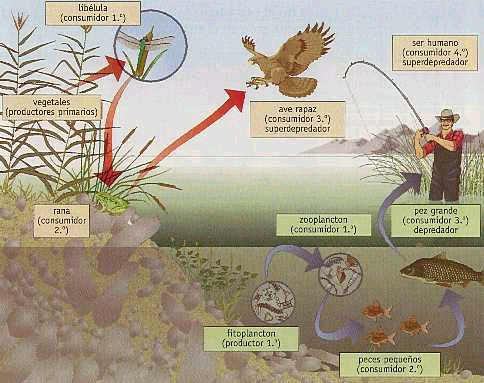 libélula
(consumidor 1.º)
vegetales
(productores primarios)
rana
(consumidor
2.º)
ave rapaz
(consumidor 3.º)
superdepredador
ser humano
(consumidor 4.º)
superdepredador
zooplancton
(consumidor 1.º)
pez grande
(consumidor 3.º)
depredador
fitoplancton
(productor 1.º)
peces pequeños
(consumidor 2.º)